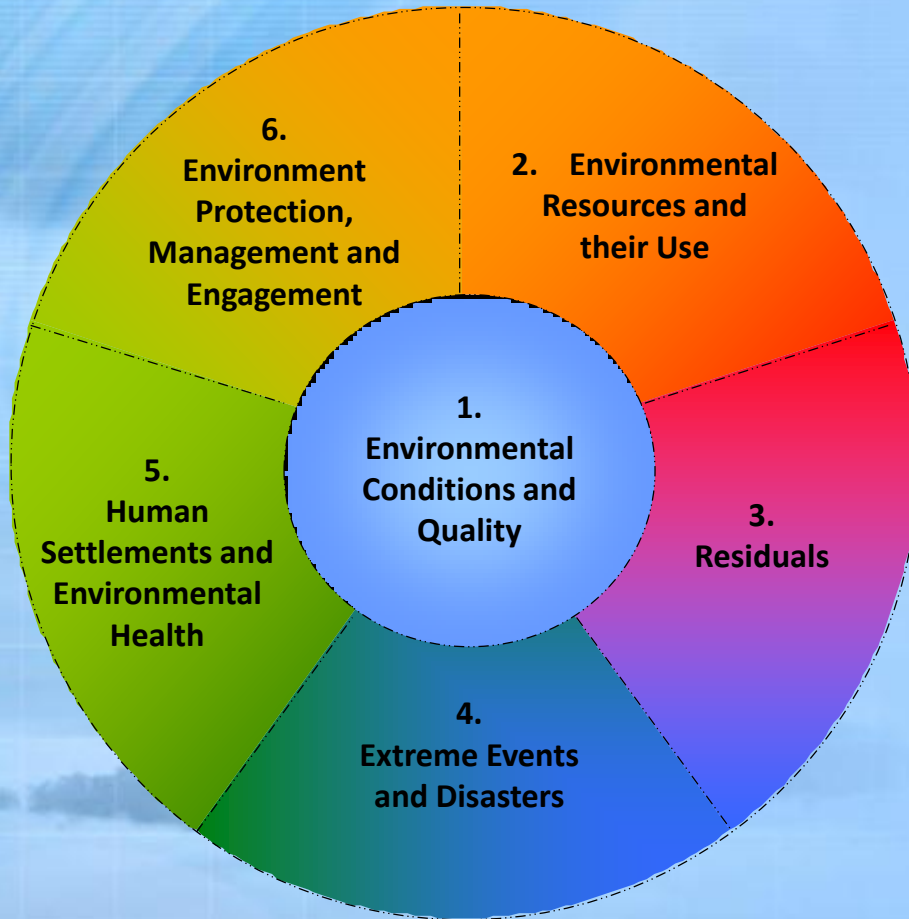 1.
Environmental
Conditions and
Quality
2. Environmental
Resources and
their Use
3.
Residuals
4.
Extreme Events
and Disasters
5.
Human
Settlements and
Environmental
Health
6.
Environment
Protection,
Management and
Engagement